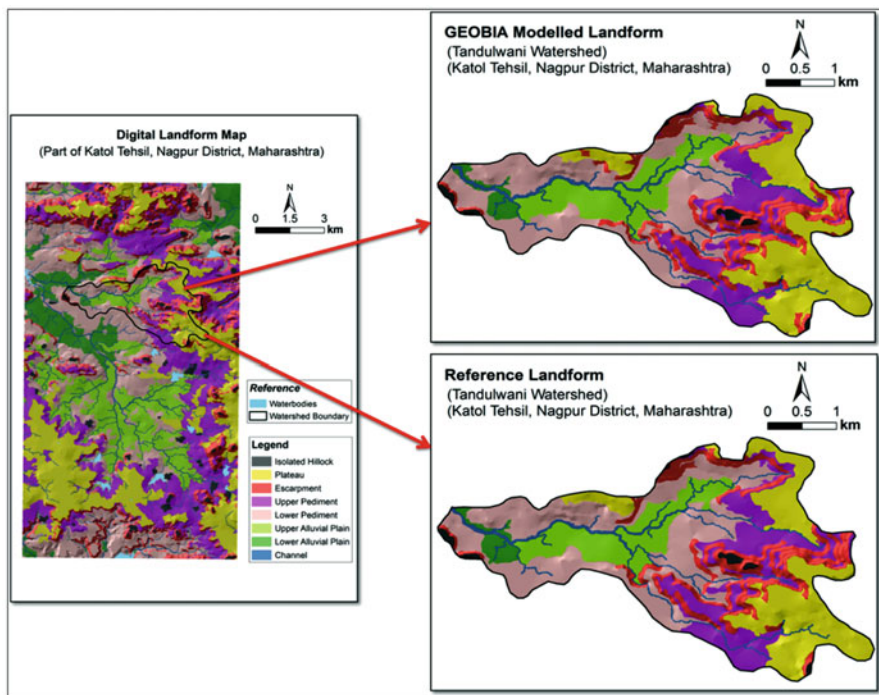 Digital Landform Map
(Part of Katol Tehsil, Nagpur District, Maharashtra)
N
0 1.5 3
km
Reference
Waterbodies
Watershed Boundary
Legend
Isolated Hillock
Plateau
Escarpment
Upper Pediment
Lower Pediment
Upper Alluvial Plain
Lower Alluvial Plain
Channel
GEOBIA Modelled Landform
(Tandulwani Watershed)
(Katol Tehsil, Nagpur District, Maharashtra)
N
0 0.5 1
km
Reference Landform
(Tandulwani Watershed)
(Katol Tehsil, Nagpur District, Maharashtra)
N
0 0.5 1
km